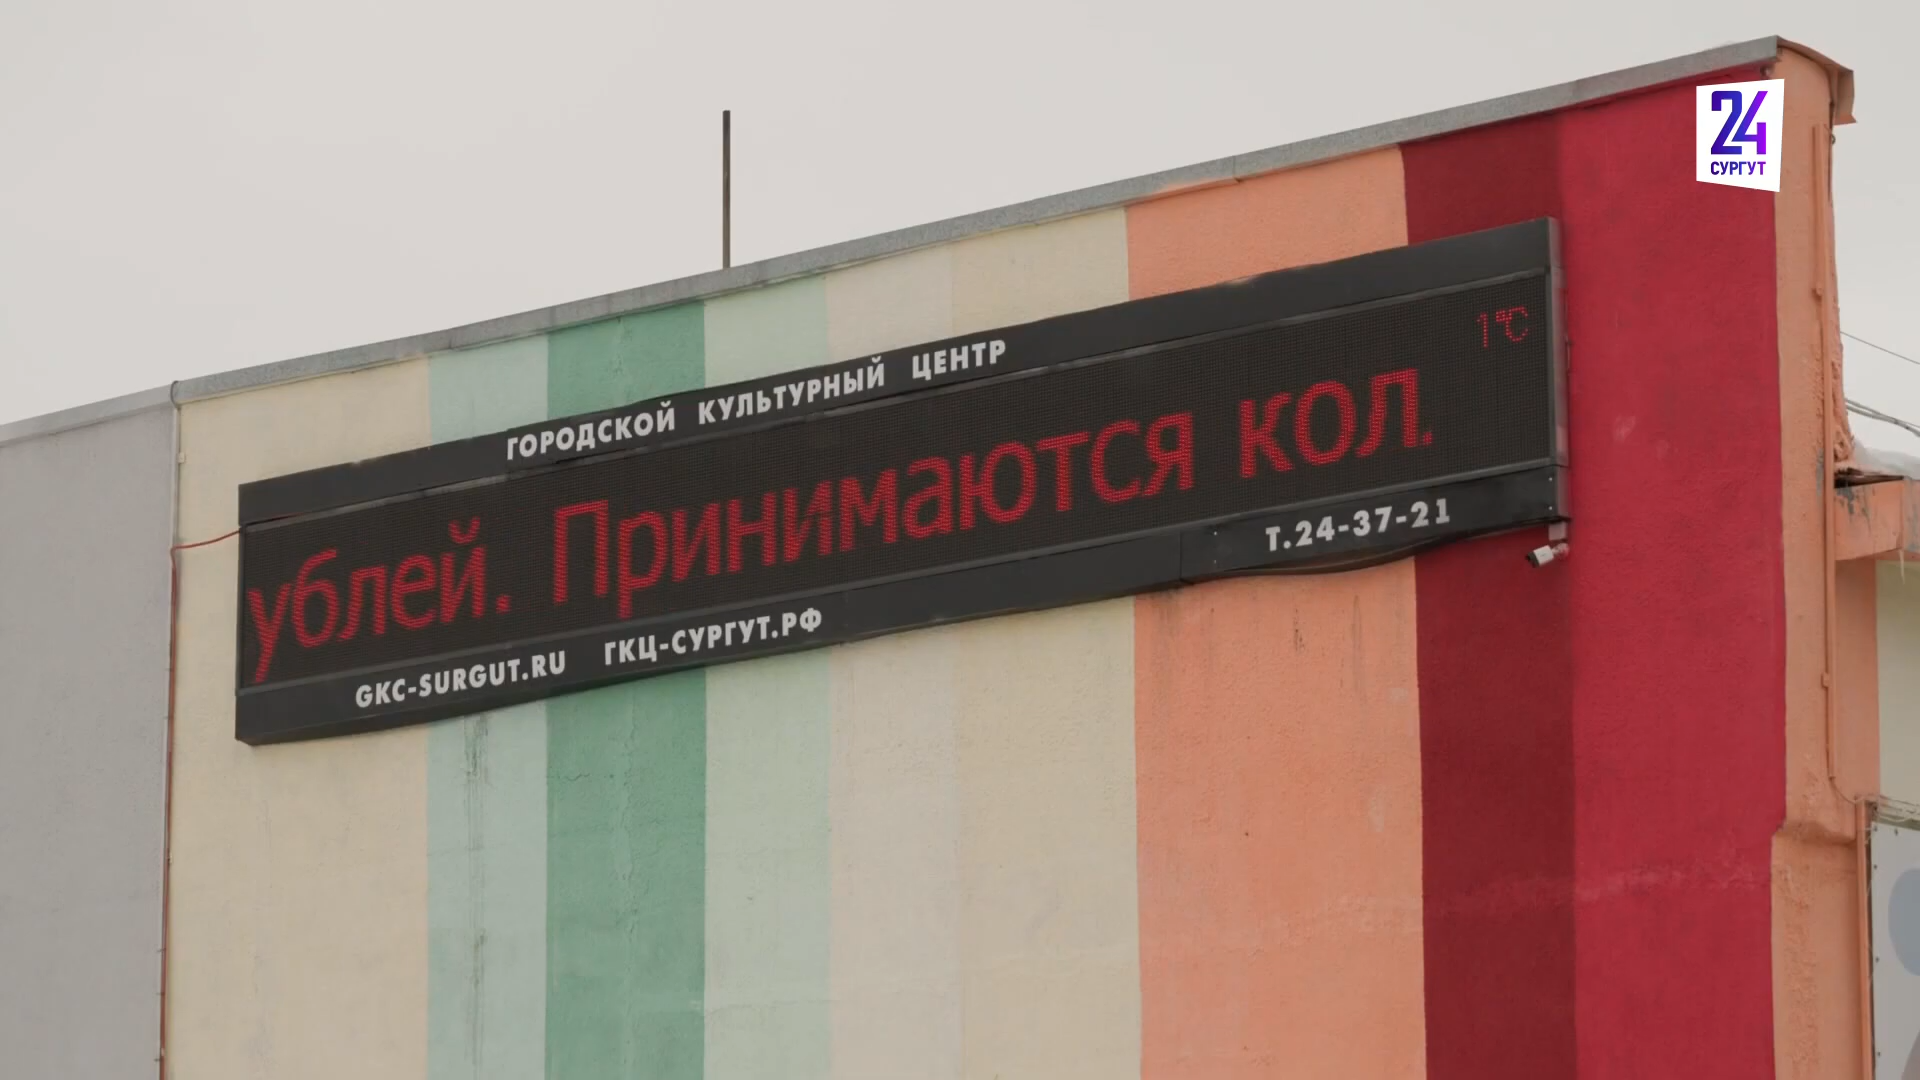 24
СУРГУТ
ГОРОДСКОЙ КУЛЬТУРНЫЙ ЦЕНТР
1°C
ублей. Принимаются кол.
Т.24-37-21
GKC-SURGUT.RU ГКЦ-СУРГУТ.РФ